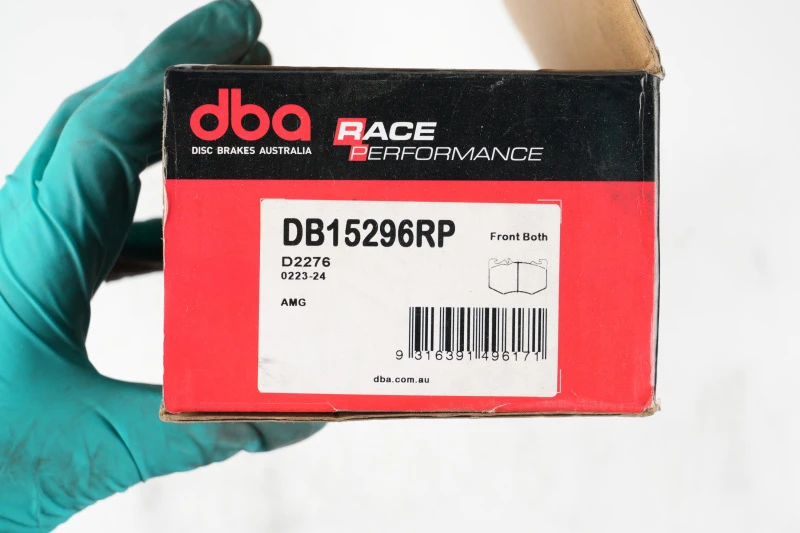 dba
DISC BRAKES AUSTRALIA
RACE
PERFORMANCE
DB15296RP
Front Both
D2276
0223-24
AMG
9 316391 496171
dba.com.au